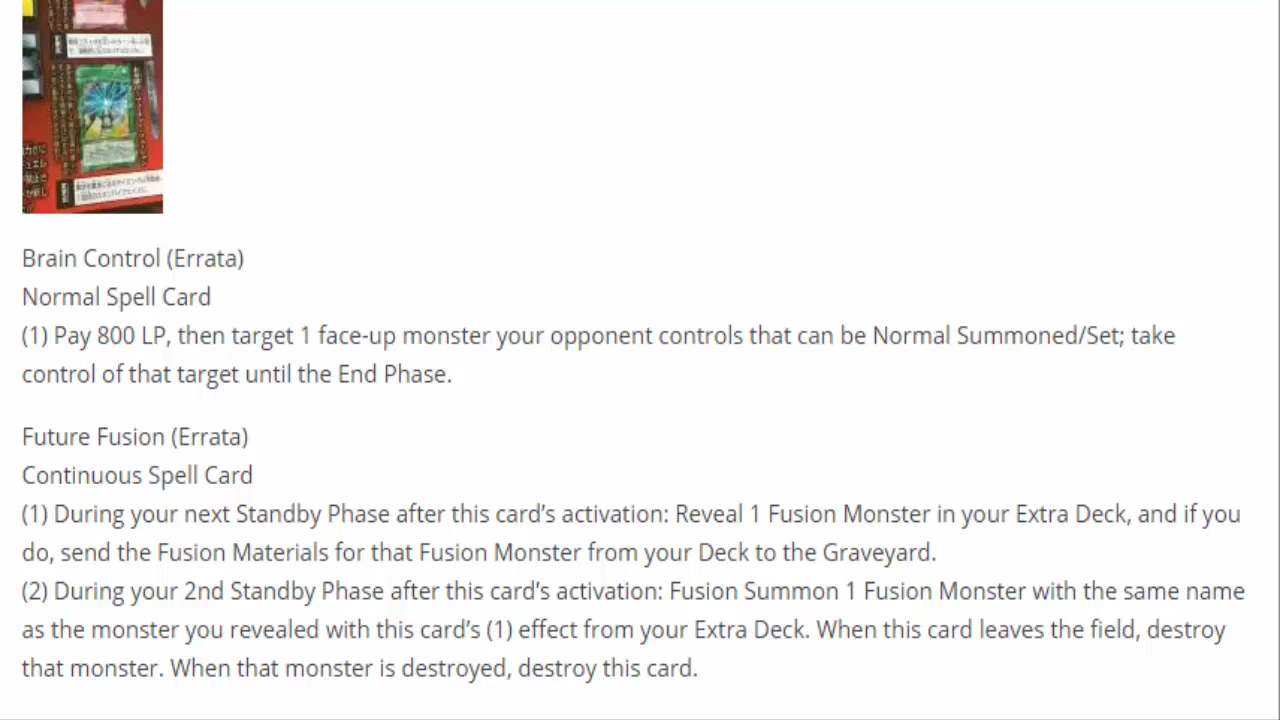 Brain Control (Errata)
Normal Spell Card
(1) Pay 800 LP, then target 1 face-up monster your opponent controls that can be Normal Summoned/Set; take
control of that target until the End Phase.
Future Fusion (Errata)
Continuous Spell Card
(1) During your next Standby Phase after this card’s activation: Reveal 1 Fusion Monster in your Extra Deck, and if you
do, send the Fusion Materials for that Fusion Monster from your Deck to the Graveyard.
(2) During your 2nd Standby Phase after this card’s activation: Fusion Summon 1 Fusion Monster with the same name
as the monster you revealed with this card’s (1) effect from your Extra Deck. When this card leaves the field, destroy
that monster. When that monster is destroyed, destroy this card.